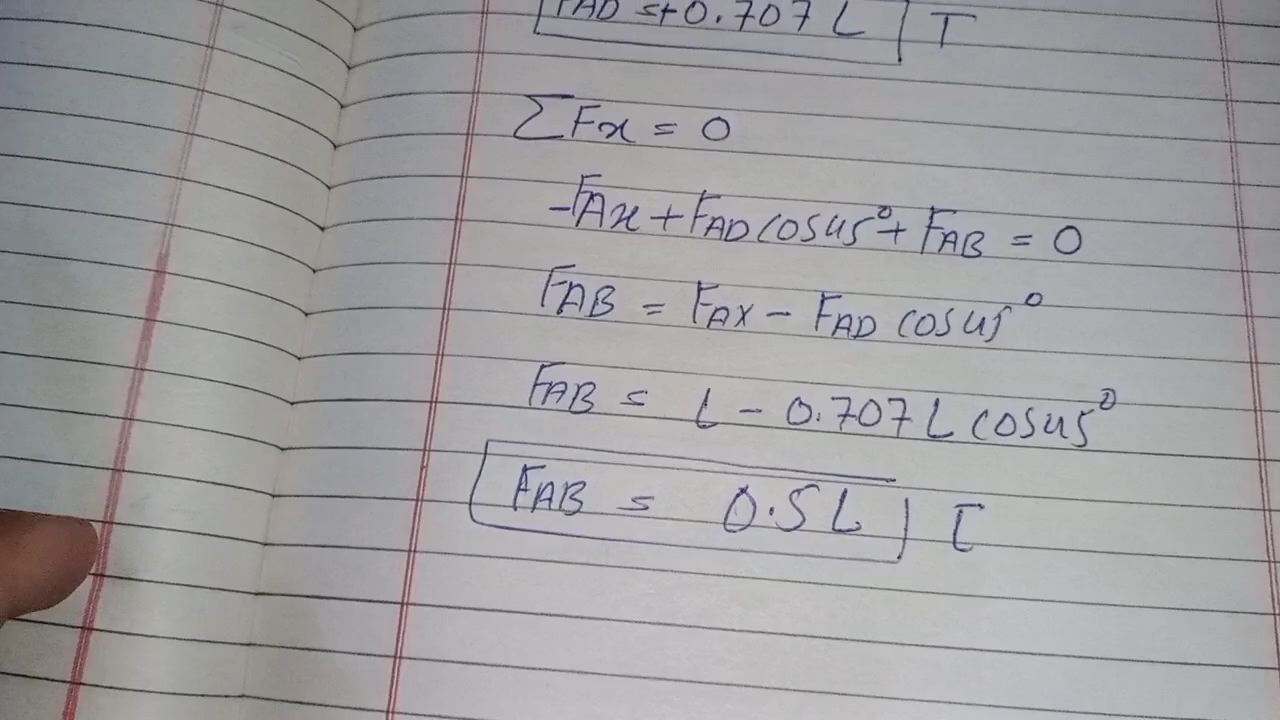 FAD = +0.707 L T
ΣFx = 0
-FAx + FAD cos45° + FAB = 0
FAB = FAX - FAD cos45°
FAB = L - 0.707 L cos45°
FAB = 0.5 L T